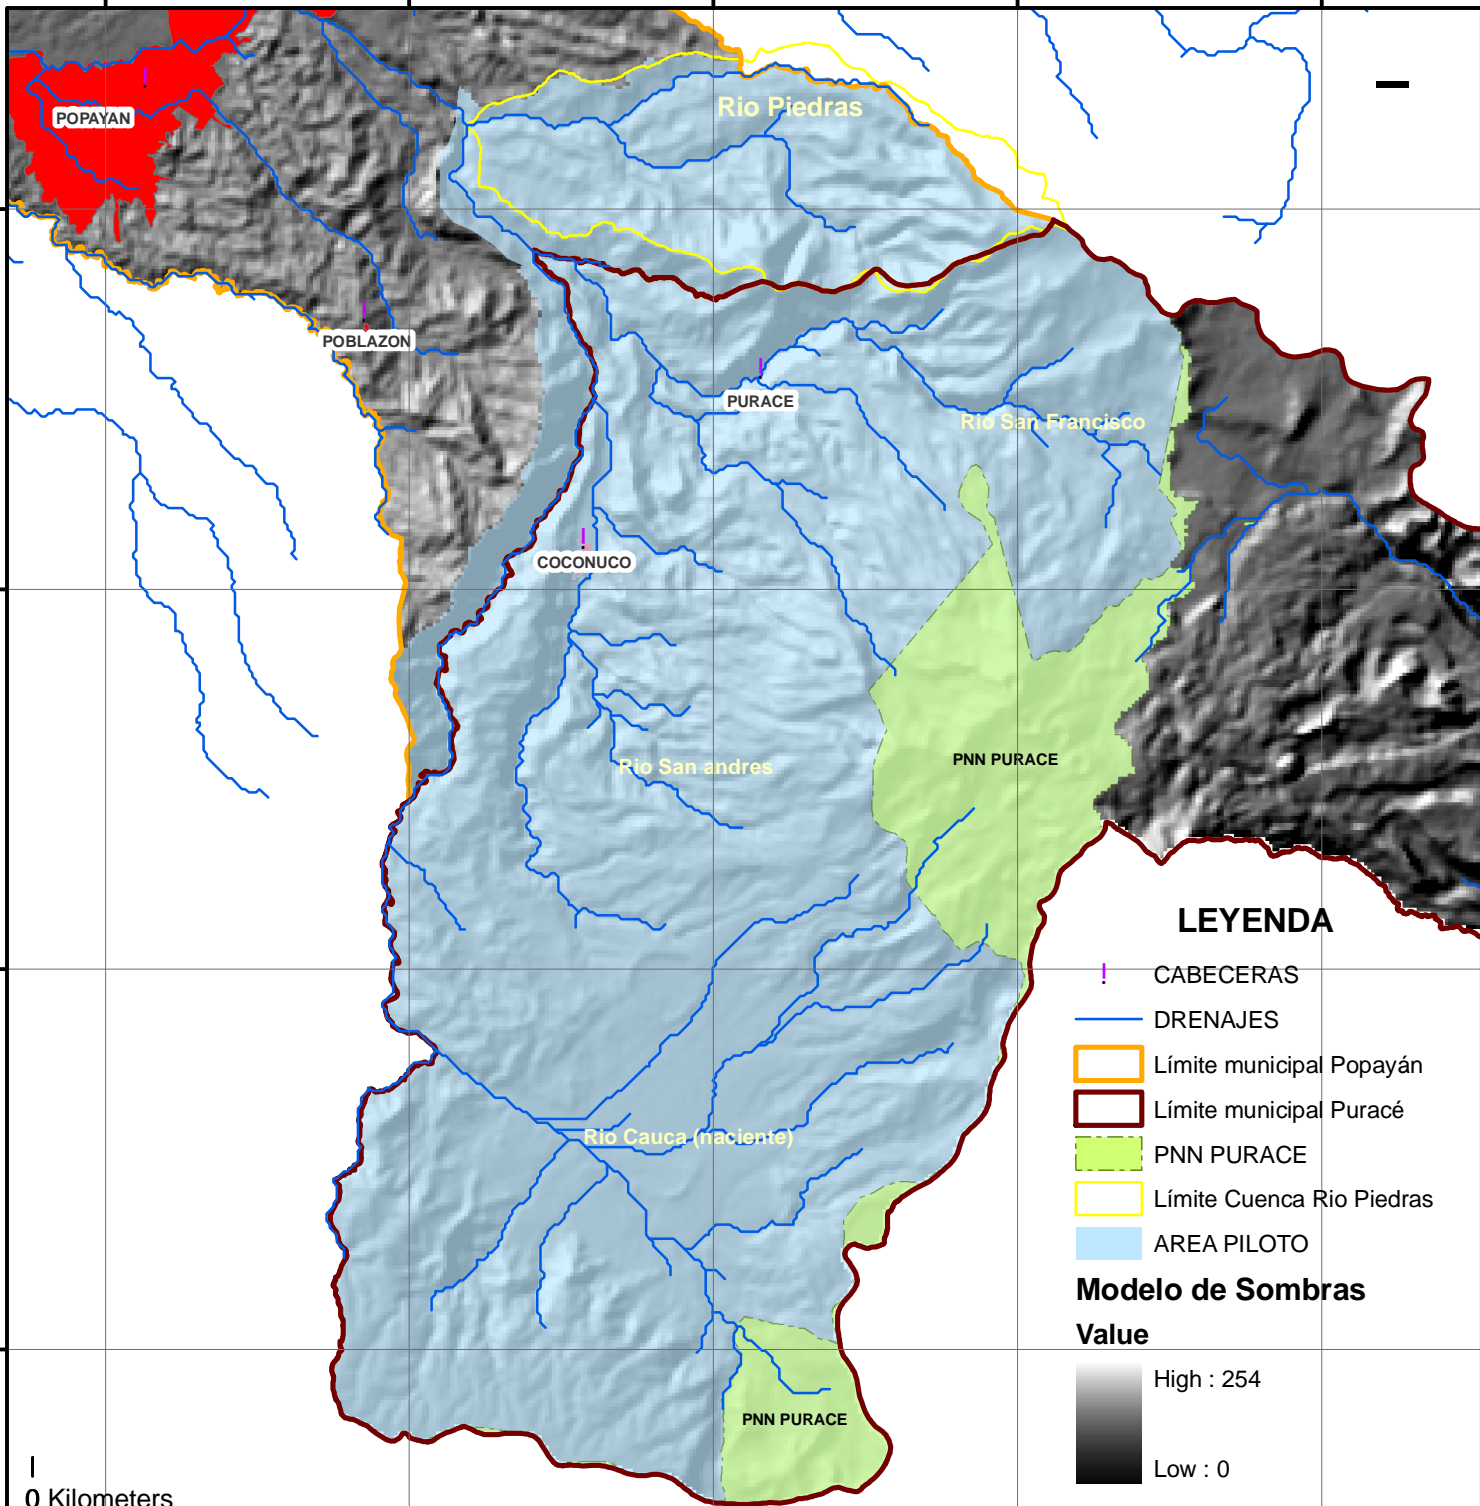 Rio Piedras
POPAYAN
POBLAZON
PURACE
Rio San Francisco
COCONUCO
PNN PURACE
Rio San andres
LEYENDA
! CABECERAS
DRENAJES
Límite municipal Popayán
Límite municipal Puracé
Rio Cauca (naciente)
PNN PURACE
Límite Cuenca Rio Piedras
AREA PILOTO
Modelo de Sombras
Value
High : 254
PNN PURACE
Low : 0
0 Kilometers